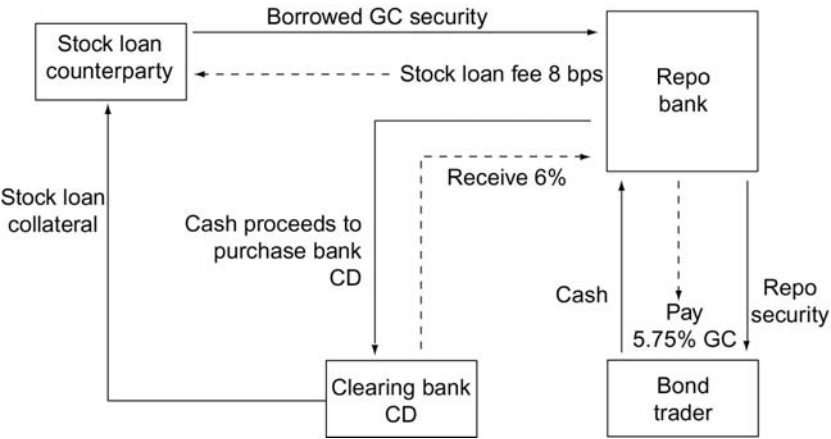 Borrowed GC security
Stock loan
counterparty
Stock loan fee 8 bps
Repo
bank
Receive 6%
Stock loan
collateral
Cash proceeds to
purchase bank
CD
Cash
Pay
5.75% GC
Repo
security
Clearing bank
CD
Bond
trader